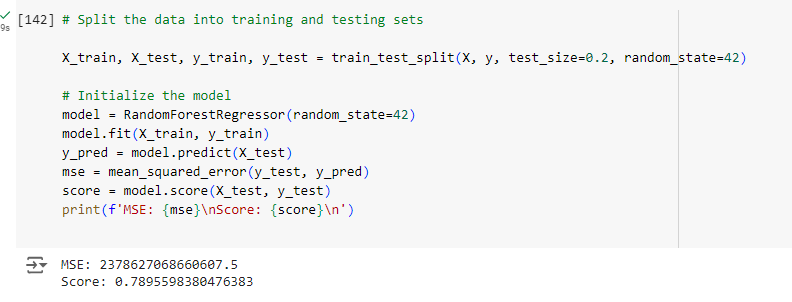 [142] # Split the data into training and testing sets
9s
X_train, X_test, y_train, y_test = train_test_split(X, y, test_size=0.2, random_state=42)
# Initialize the model
model = RandomForestRegressor(random_state=42)
model.fit(X_train, y_train)
y_pred = model.predict(X_test)
mse = mean_squared_error(y_test, y_pred)
score = model.score(X_test, y_test)
print(f'MSE: {mse}\nScore: {score}\n')
MSE: 2378627068660607.5
Score: 0.7895598380476383